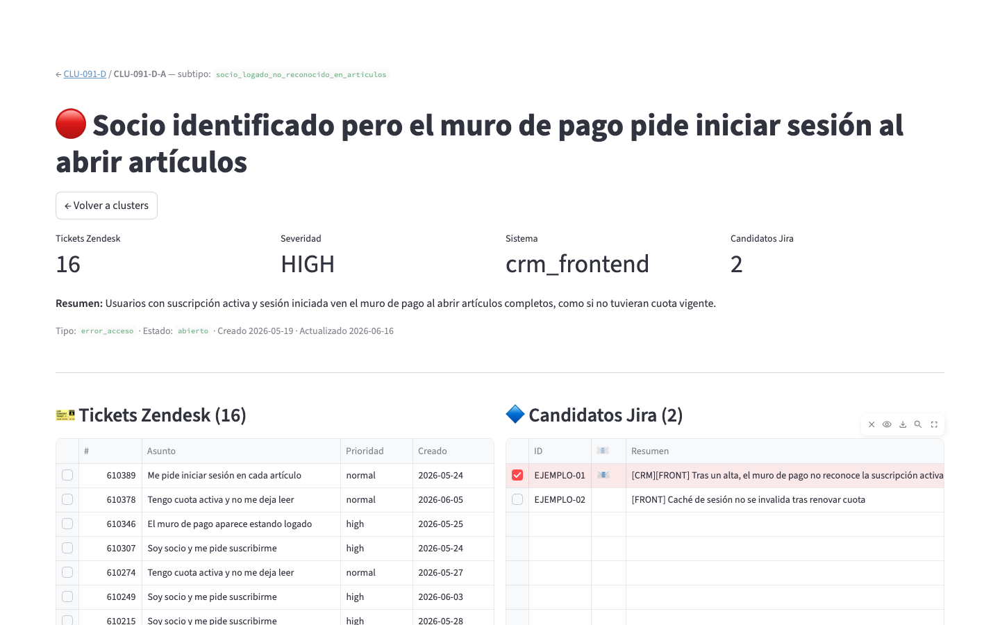 ← CLU-091-D / CLU-091-D-A — subtipo: socio_logado_no_reconocido_en_articulos
Socio identificado pero el muro de pago pide iniciar sesión al
abrir artículos
← Volver a clusters
Tickets Zendesk
16
Severidad
HIGH
Sistema
crm_frontend
Candidatos Jira
2
Resumen: Usuarios con suscripción activa y sesión iniciada ven el muro de pago al abrir artículos completos, como si no tuvieran cuota vigente.
Tipo: error_acceso · Estado: abierto · Creado 2026-05-19 · Actualizado 2026-06-16
Tickets Zendesk (16)
# Asunto Prioridad Creado
610389 Me pide iniciar sesión en cada artículo normal 2026-05-24
610378 Tengo cuota activa y no me deja leer normal 2026-06-05
610346 El muro de pago aparece estando logado high 2026-05-25
610307 Soy socio y me pide suscribirme high 2026-05-24
610274 Tengo cuota activa y no me deja leer normal 2026-05-27
610249 Soy socio y me pide suscribirme high 2026-06-03
610215 Soy socio y me pide suscribirme high 2026-05-28
Candidatos Jira (2)
ID Resumen
EJEMPLO-01 [CRM][FRONT] Tras un alta, el muro de pago no reconoce la suscripción activa
EJEMPLO-02 [FRONT] Caché de sesión no se invalida tras renovar cuota